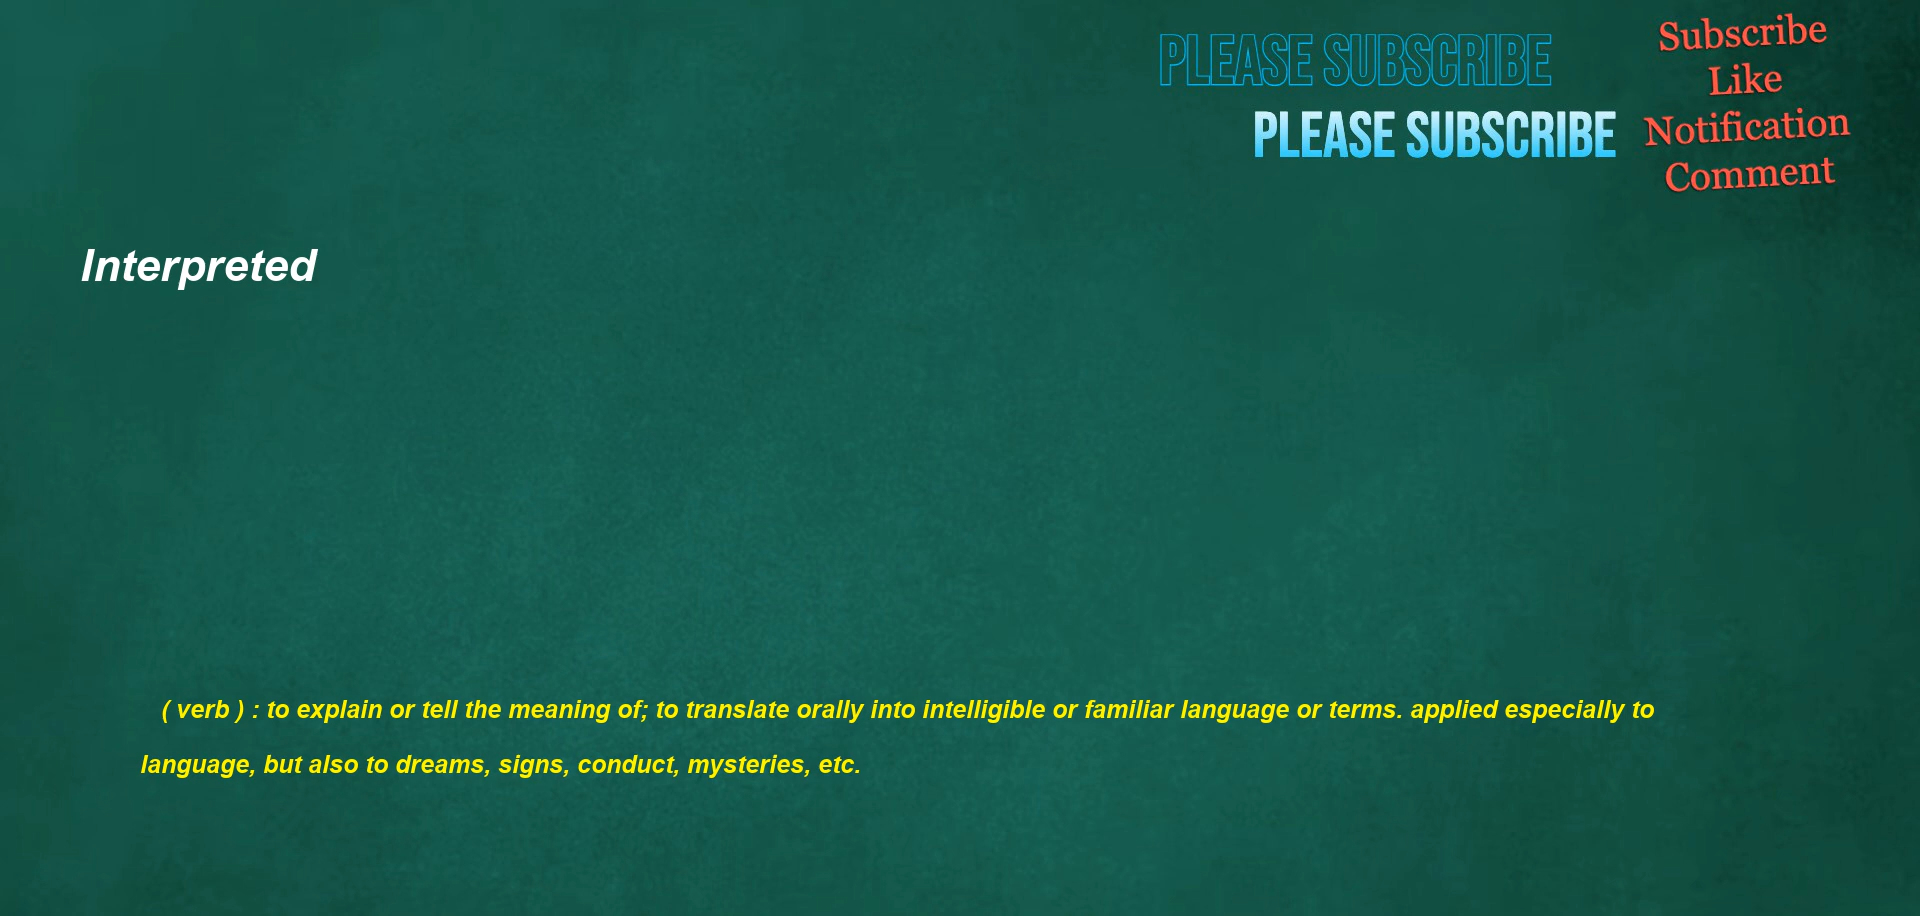 PLEASE SUBSCRIBE
PLEASE SUBSCRIBE
Subscribe
Like
Notification
Comment
Interpreted
( verb ) : to explain or tell the meaning of; to translate orally into intelligible or familiar language or terms. applied especially to
language, but also to dreams, signs, conduct, mysteries, etc.